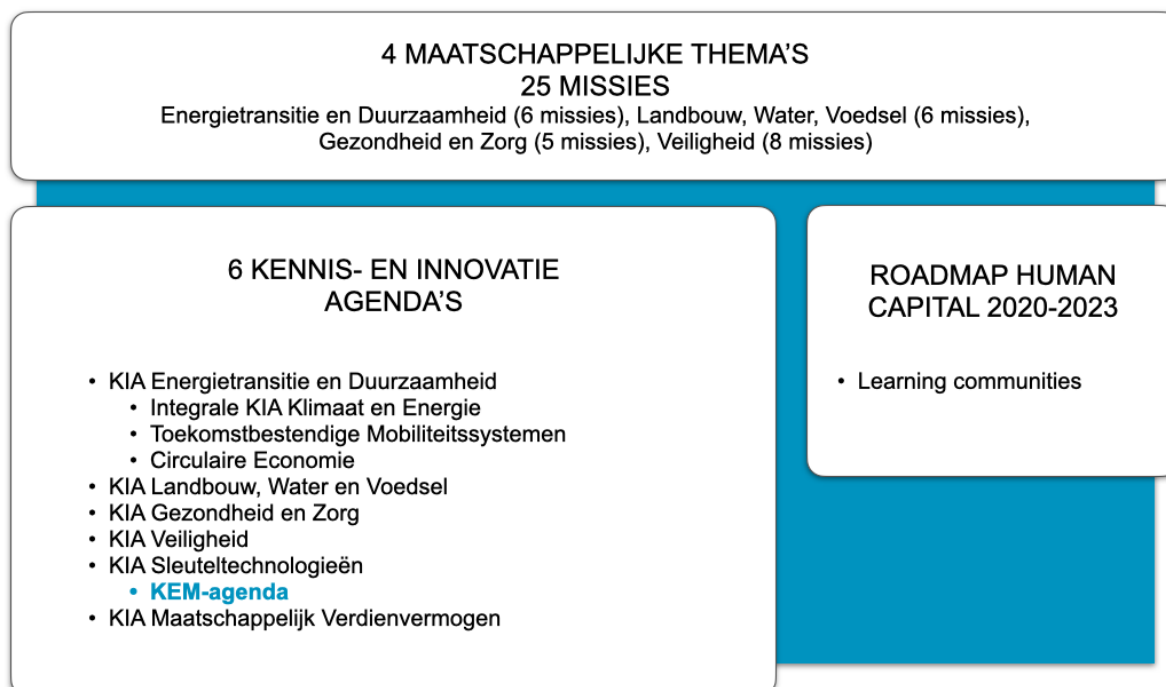 4 MAATSCHAPPELIJKE THEMA'S
25 MISSIES
Energietransitie en Duurzaamheid (6 missies), Landbouw, Water, Voedsel (6 missies),
Gezondheid en Zorg (5 missies), Veiligheid (8 missies)
6 KENNIS- EN INNOVATIE
AGENDA'S
• KIA Energietransitie en Duurzaamheid
• Integrale KIA Klimaat en Energie
• Toekomstbestendige Mobiliteitssystemen
• Circulaire Economie
• KIA Landbouw, Water en Voedsel
• KIA Gezondheid en Zorg
• KIA Veiligheid
• KIA Sleuteltechnologieën
• KEM-agenda
• KIA Maatschappelijk Verdienvermogen
ROADMAP HUMAN
CAPITAL 2020-2023
• Learning communities